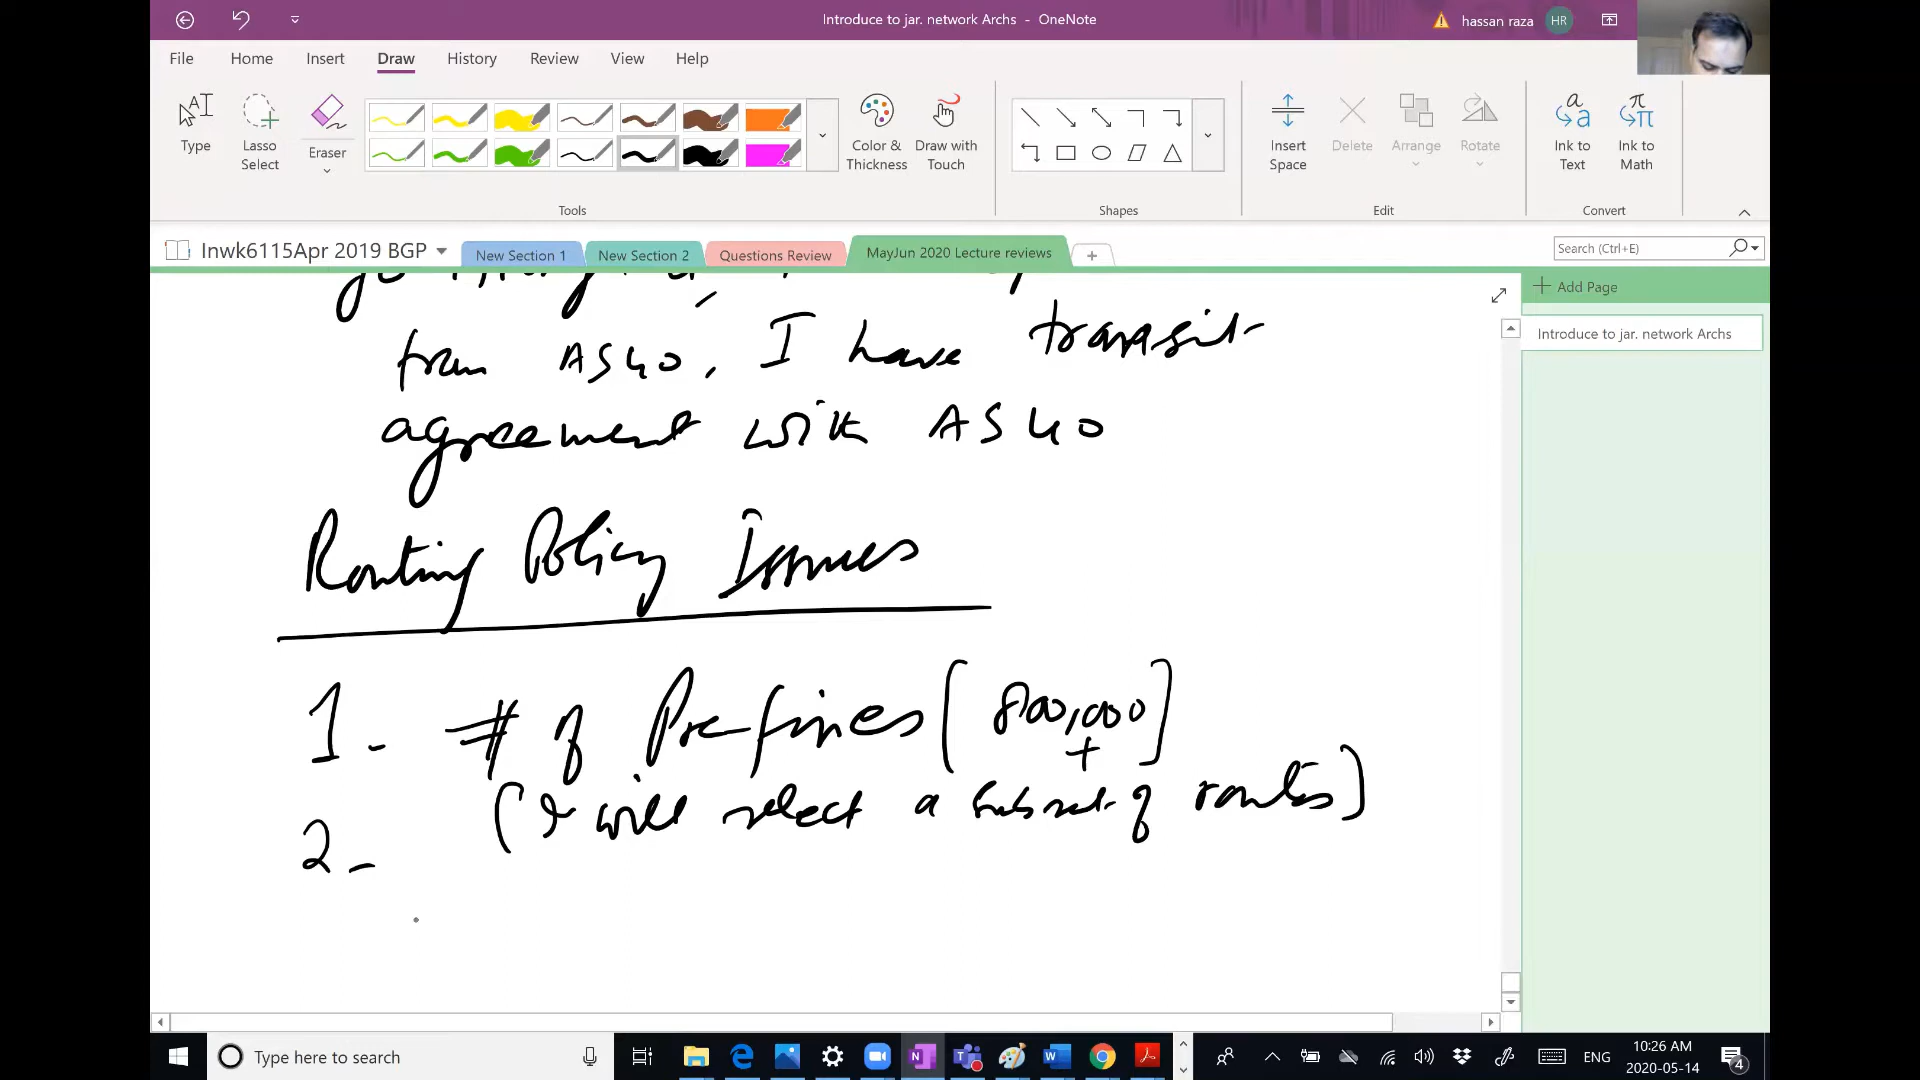 Introduce to jar. network Archs - OneNote
hassan raza HR
File Home Insert Draw History Review View Help
Type
Lasso Select
Eraser
Color & Thickness
Draw with Touch
Insert Space
Delete
Arrange
Rotate
Ink to Text
Ink to Math
Tools Shapes Edit Convert
Inwk6115Apr 2019 BGP New Section 1 New Section 2 Questions Review MayJun 2020 Lecture reviews +
Search (Ctrl+E)
Add Page
Introduce to jar. network Archs
from AS40, I have transit
agreement with AS40
Routing Policy Issues
1- # of Prefixes [800,000]
+
(I will select a subset of routes)
2-
Type here to search
ENG
10:26 AM
2020-05-14
4